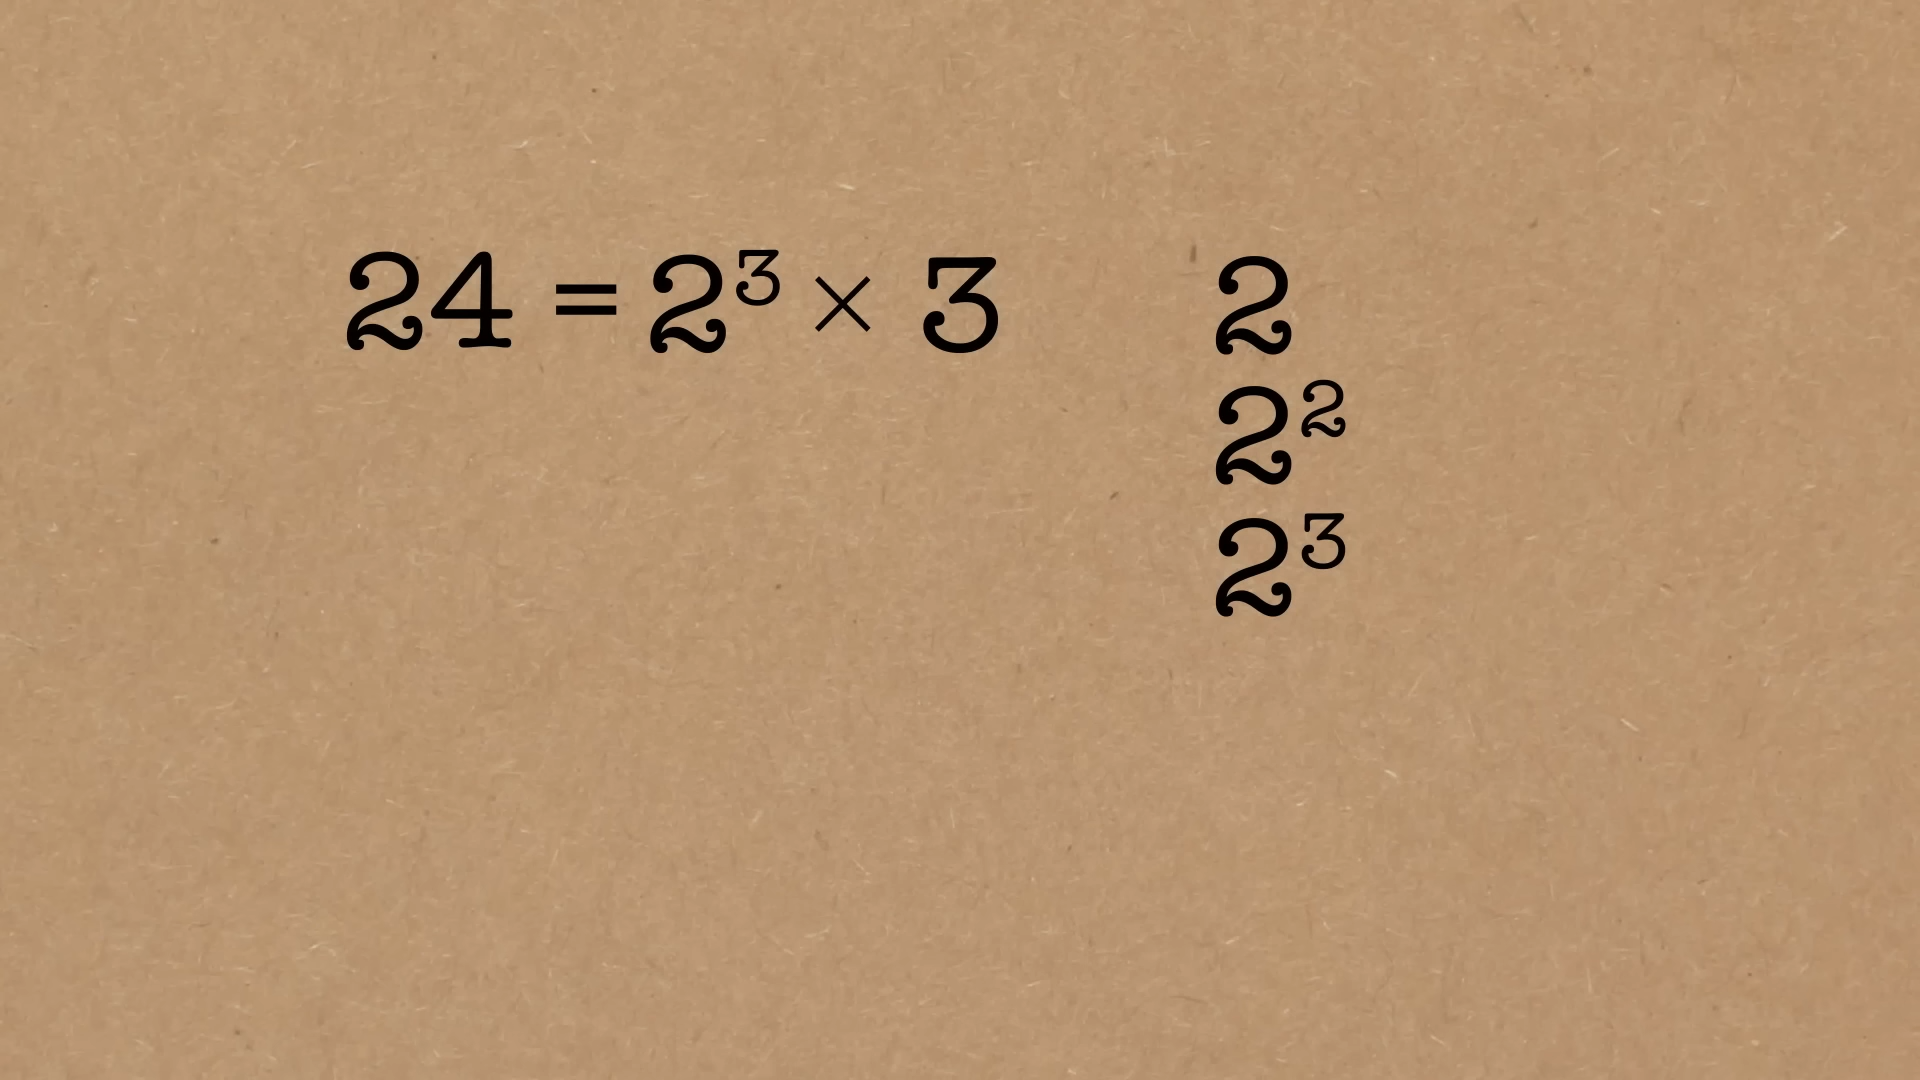 24 = 2³ × 3
2
2²
2³